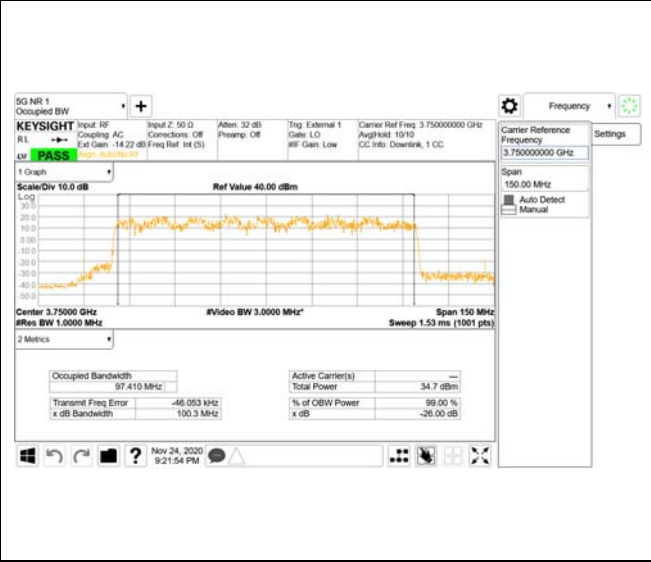 5G NR 1
Occupied BW
Frequency
KEYSIGHT
R L
PASS
Input: RF
Coupling: AC
Ext Gain: -14.22 dB
Align: Auto/No RF
Input Z: 50 Ω
Corrections: Off
Freq Ref: Int (S)
Atten: 32 dB
Preamp: Off
Trig: External 1
Gate: LO
#IF Gain: Low
Carrier Ref Freq: 3.750000000 GHz
Avg|Hold: 10/10
CC Info: Downlink, 1 CC
Carrier Reference
Frequency
3.750000000 GHz
Settings
Span
150.00 MHz
Auto Detect
Manual
1 Graph
Scale/Div 10.0 dB
Ref Value 40.00 dBm
Log
30.0
20.0
10.0
0.00
-10.0
-20.0
-30.0
-40.0
-50.0
Center 3.75000 GHz
#Video BW 3.0000 MHz*
Span 150 MHz
#Res BW 1.0000 MHz
Sweep 1.53 ms (1001 pts)
2 Metrics
Occupied Bandwidth
97.410 MHz
Transmit Freq Error -46.053 kHz
x dB Bandwidth 100.3 MHz
Active Carrier(s) —
Total Power 34.7 dBm
% of OBW Power 99.00 %
x dB -26.00 dB
?
Nov 24, 2020
9:21:54 PM